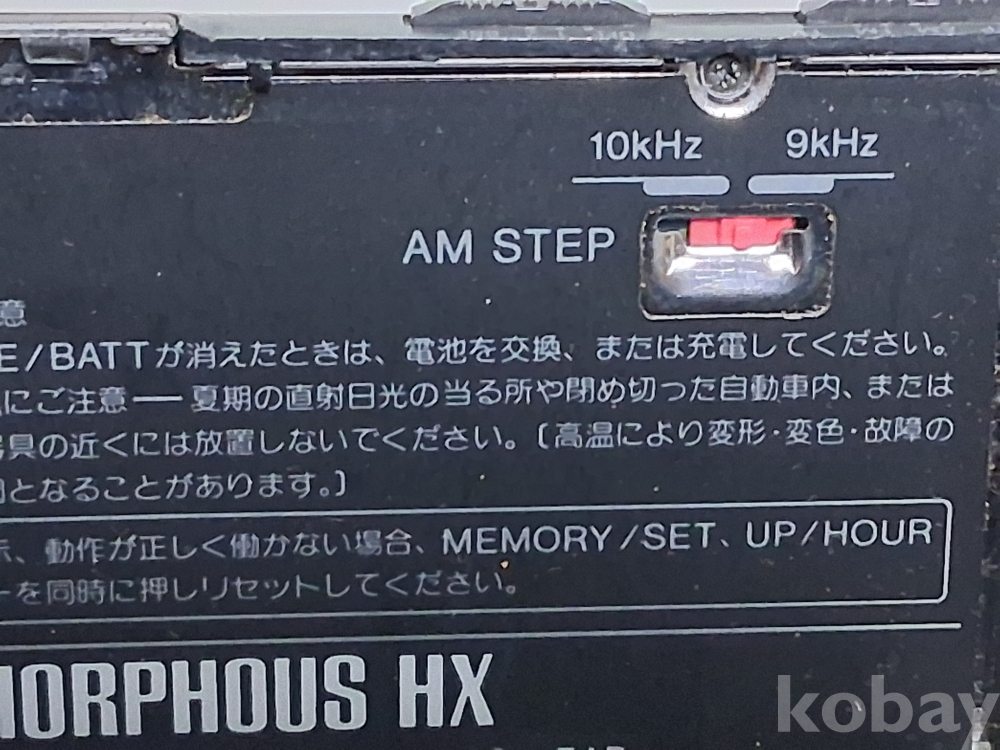 10kHz 9kHz
AM STEP
意
E/BATTが消えたときは、電池を交換、または充電してください。
にご注意―夏期の直射日光の当る所や閉め切った自動車内、または
具の近くには放置しないでください。〔高温により変形・変色・故障の
となることがあります。〕
、動作が正しく働かない場合、MEMORY/SET、UP/HOUR
ーを同時に押しリセットしてください。
MORPHOUS HX
kobay